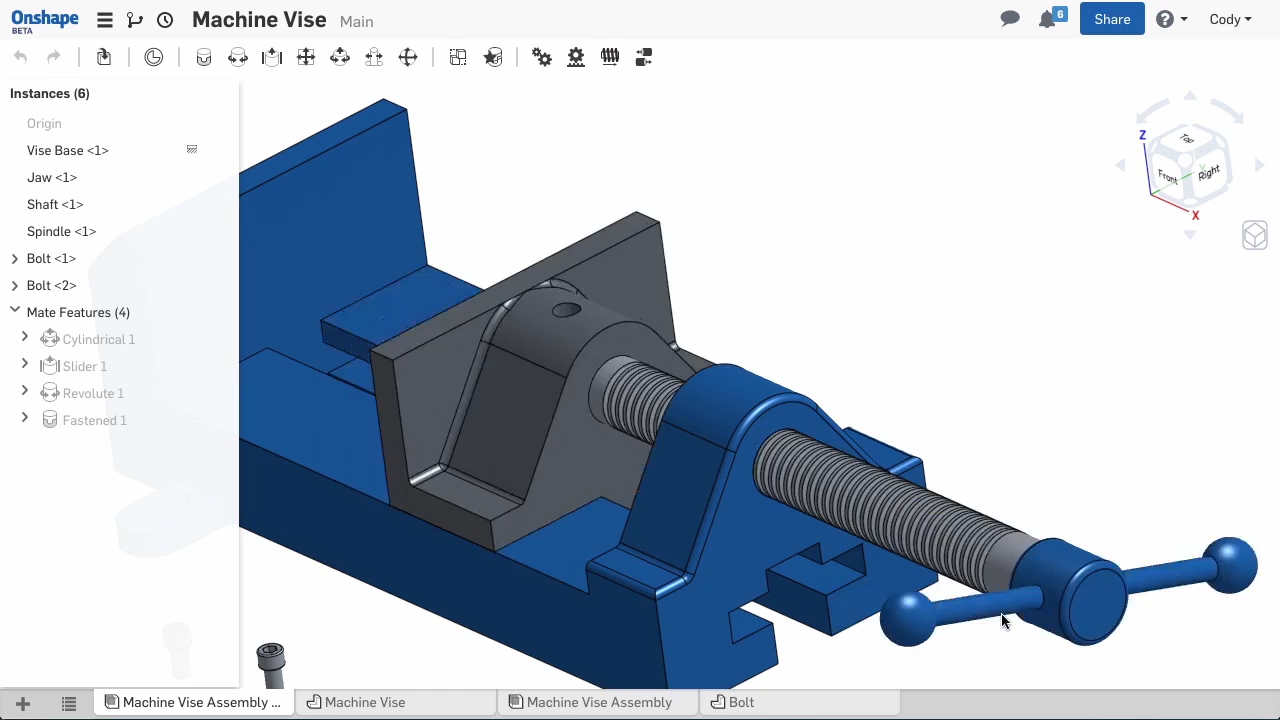 Onshape
BETA
Machine Vise Main
6
Share
Cody
Instances (6)
Origin
Vise Base <1>
Jaw <1>
Shaft <1>
Spindle <1>
Bolt <1>
Bolt <2>
Mate Features (4)
Cylindrical 1
Slider 1
Revolute 1
Fastened 1
Z
Top
Front
Right
X
Machine Vise Assembly ...
Machine Vise
Machine Vise Assembly
Bolt